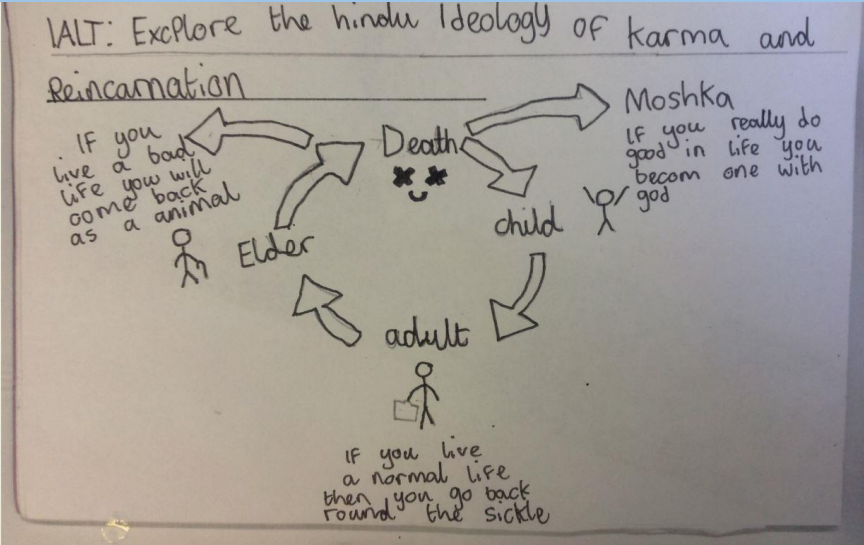 IALT: Excplore the hindu Ideology of karma and
Reincarnation
IF you
live a bad
life you will
come back
as a animal
Death
Moshka
IF you really do
good in life you
becom one with
god
child
Elder
adult
IF you live
a normal life
then you go back
round the sickle